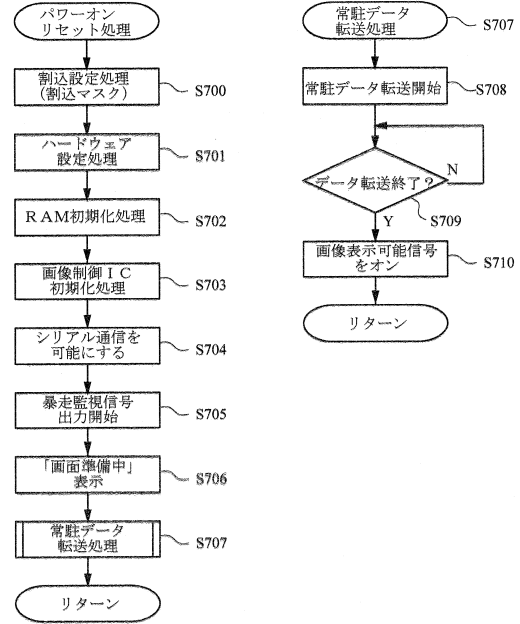 パワーオン
リセット処理
割込設定処理
(割込マスク)
S700
ハードウェア
設定処理
S701
RAM初期化処理
S702
画像制御IC
初期化処理
S703
シリアル通信を
可能にする
S704
暴走監視信号
出力開始
S705
「画面準備中」
表示
S706
常駐データ
転送処理
S707
リターン
常駐データ
転送処理
S707
常駐データ転送開始
S708
データ転送終了?
N
Y
S709
画像表示可能信号
をオン
S710
リターン